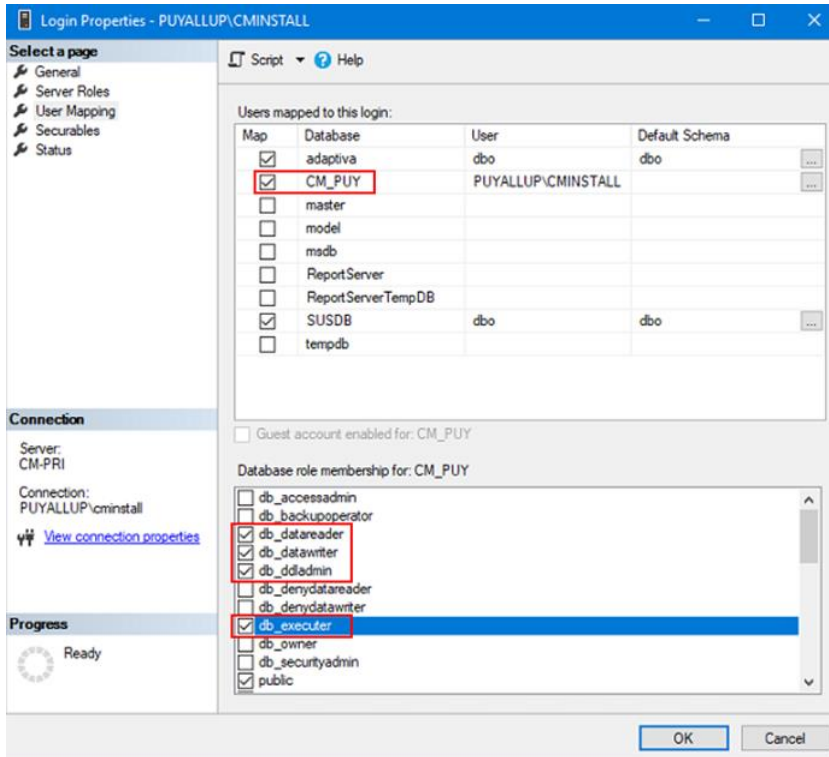 Login Properties - PUYALLUP\CMINSTALL
Select a page
General
Server Roles
User Mapping
Securables
Status
Script Help
Users mapped to this login:
Map Database User Default Schema
adaptiva dbo dbo ...
CM_PUY PUYALLUP\CMINSTALL ...
master
model
msdb
ReportServer
ReportServerTempDB
SUSDB dbo dbo ...
tempdb
Guest account enabled for: CM_PUY
Database role membership for: CM_PUY
db_accessadmin
db_backupoperator
db_datareader
db_datawriter
db_ddladmin
db_denydatareader
db_denydatawriter
db_executer
db_owner
db_securityadmin
public
Connection
Server:
CM-PRI
Connection:
PUYALLUP\cminstall
View connection properties
Progress
Ready
OK Cancel